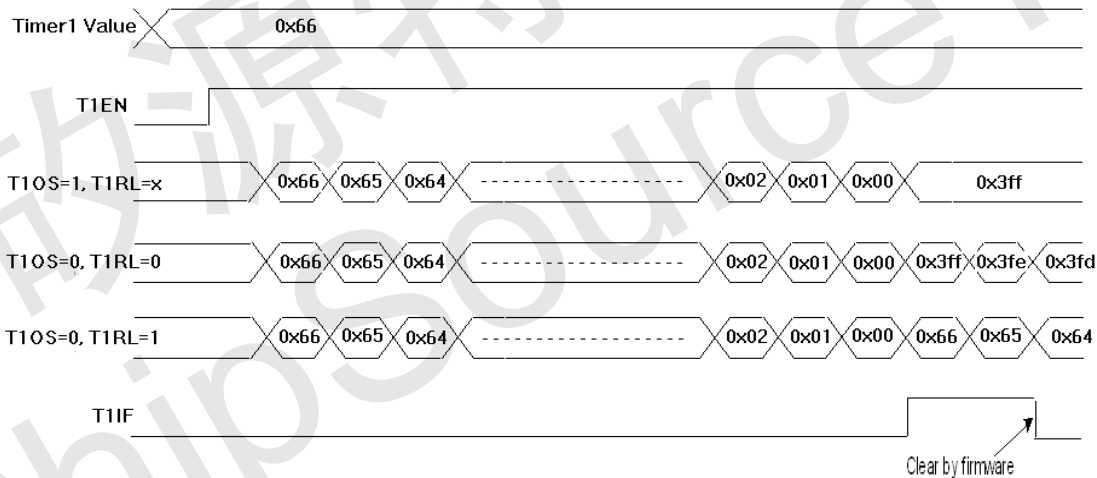 Timer1 Value 0x66
T1EN
T1OS=1, T1RL=x 0x66 0x65 0x64 0x02 0x01 0x00 0x3ff
T1OS=0, T1RL=0 0x66 0x65 0x64 0x02 0x01 0x00 0x3ff 0x3fe 0x3fd
T1OS=0, T1RL=1 0x66 0x65 0x64 0x02 0x01 0x00 0x66 0x65 0x64
T1IF
Clear by firmware